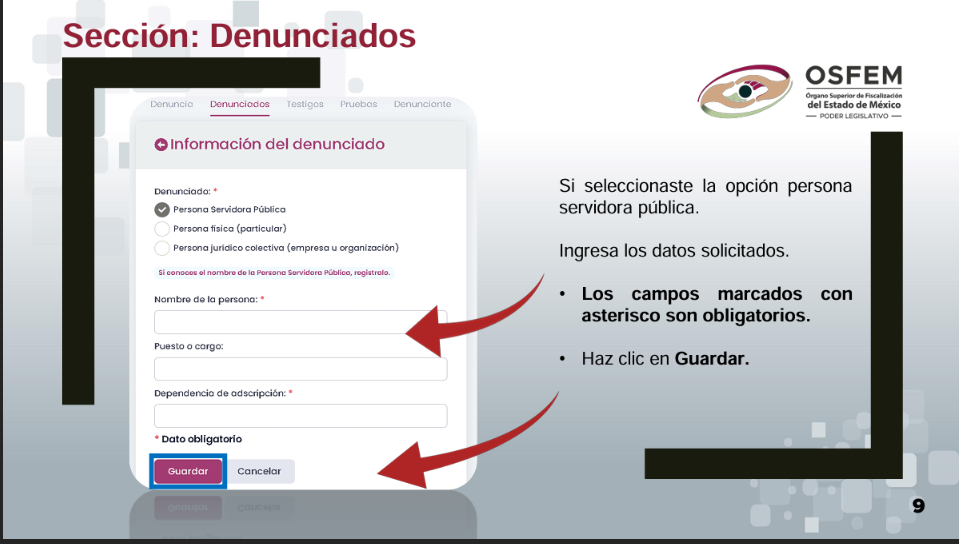 Sección: Denunciados
OSFEM
Órgano Superior de Fiscalización
del Estado de México
PODER LEGISLATIVO
Denuncia Denunciados Testigos Pruebas Denunciante
Información del denunciado
Denunciado: *
Persona Servidora Pública
Persona física (particular)
Persona jurídico colectiva (empresa u organización)
Si conoces el nombre de la Persona Servidora Pública, regístralo.
Nombre de la persona: *
Puesto o cargo:
Dependencia de adscripción: *
* Dato obligatorio
Guardar Cancelar
Si seleccionaste la opción persona
servidora pública.
Ingresa los datos solicitados.
• Los campos marcados con
asterisco son obligatorios.
• Haz clic en Guardar.
9